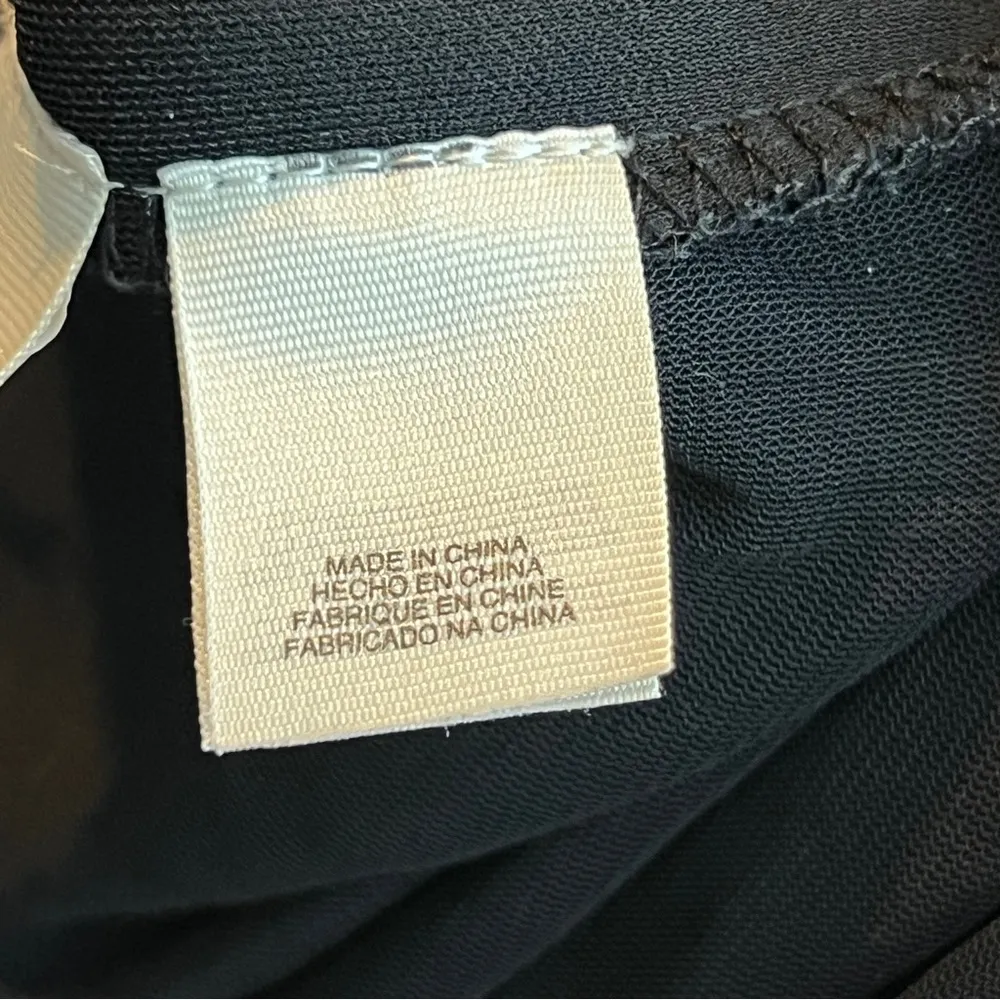 MADE IN CHINA
HECHO EN CHINA
FABRIQUE EN CHINE
FABRICADO NA CHINA